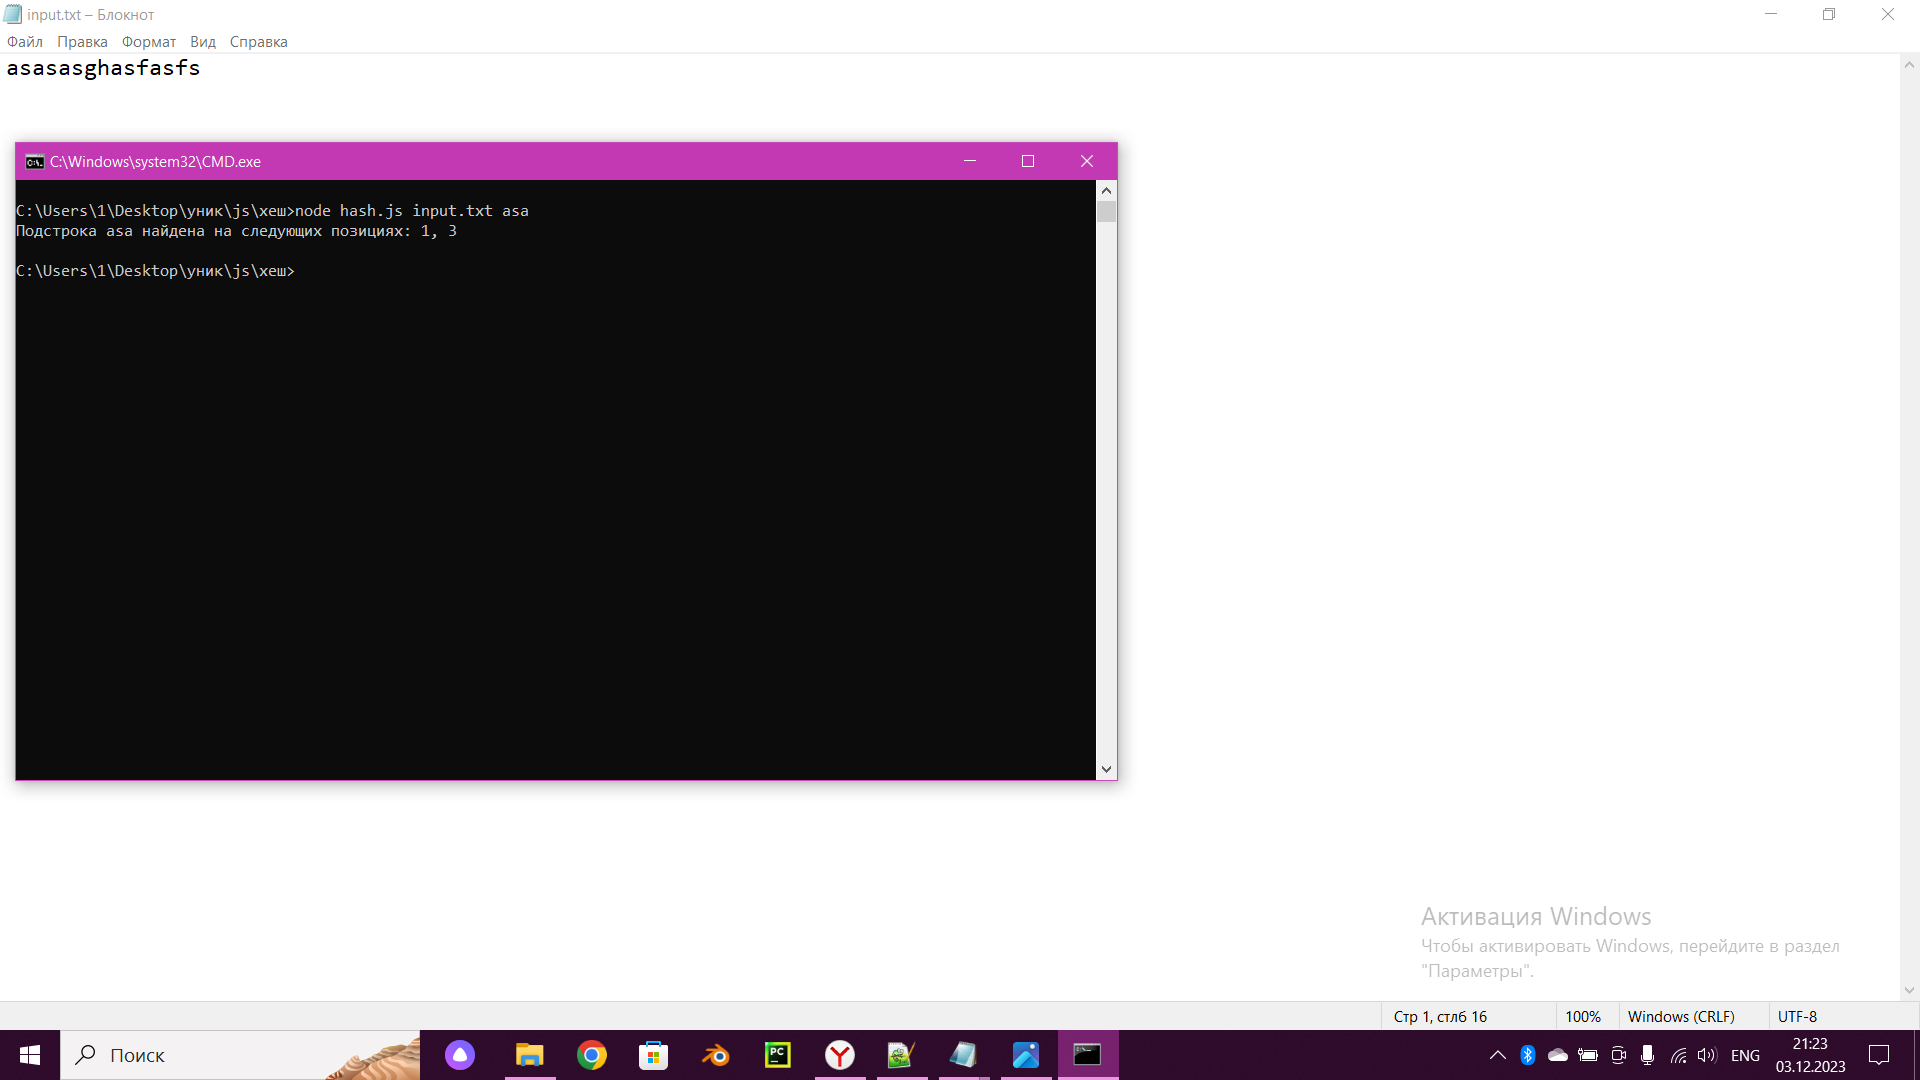 input.txt – Блокнот
Файл Правка Формат Вид Справка
asasasghasfasfs
C:\Windows\system32\CMD.exe
C:\Users\1\Desktop\уник\js\хеш>node hash.js input.txt asa
Подстрока asa найдена на следующих позициях: 1, 3
C:\Users\1\Desktop\уник\js\хеш>
Активация Windows
Чтобы активировать Windows, перейдите в раздел
"Параметры".
Стр 1, стлб 16 100% Windows (CRLF) UTF-8
Поиск
PC
ENG
21:23
03.12.2023